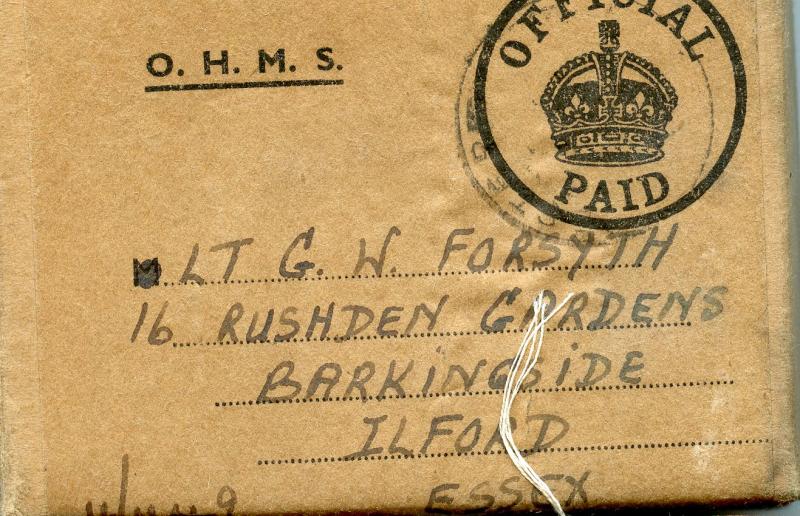 OFFICIAL
PAID
O. H. M. S.
M LT G. W. FORSYTH
16 RUSHDEN GARDENS
BARKINGSIDE
ILFORD
ESSEX